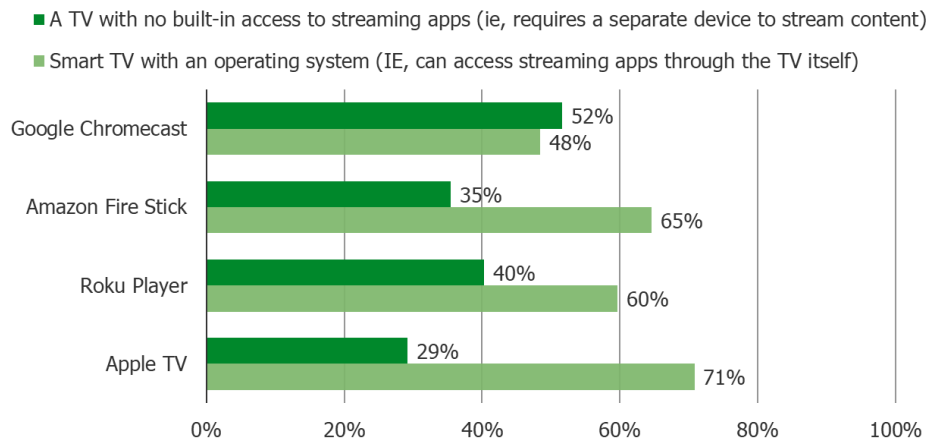 A TV with no built-in access to streaming apps (ie, requires a separate device to stream content)
Smart TV with an operating system (IE, can access streaming apps through the TV itself)
Google Chromecast
52%
48%
Amazon Fire Stick
35%
65%
Roku Player
40%
60%
Apple TV
29%
71%
0% 20% 40% 60% 80% 100%